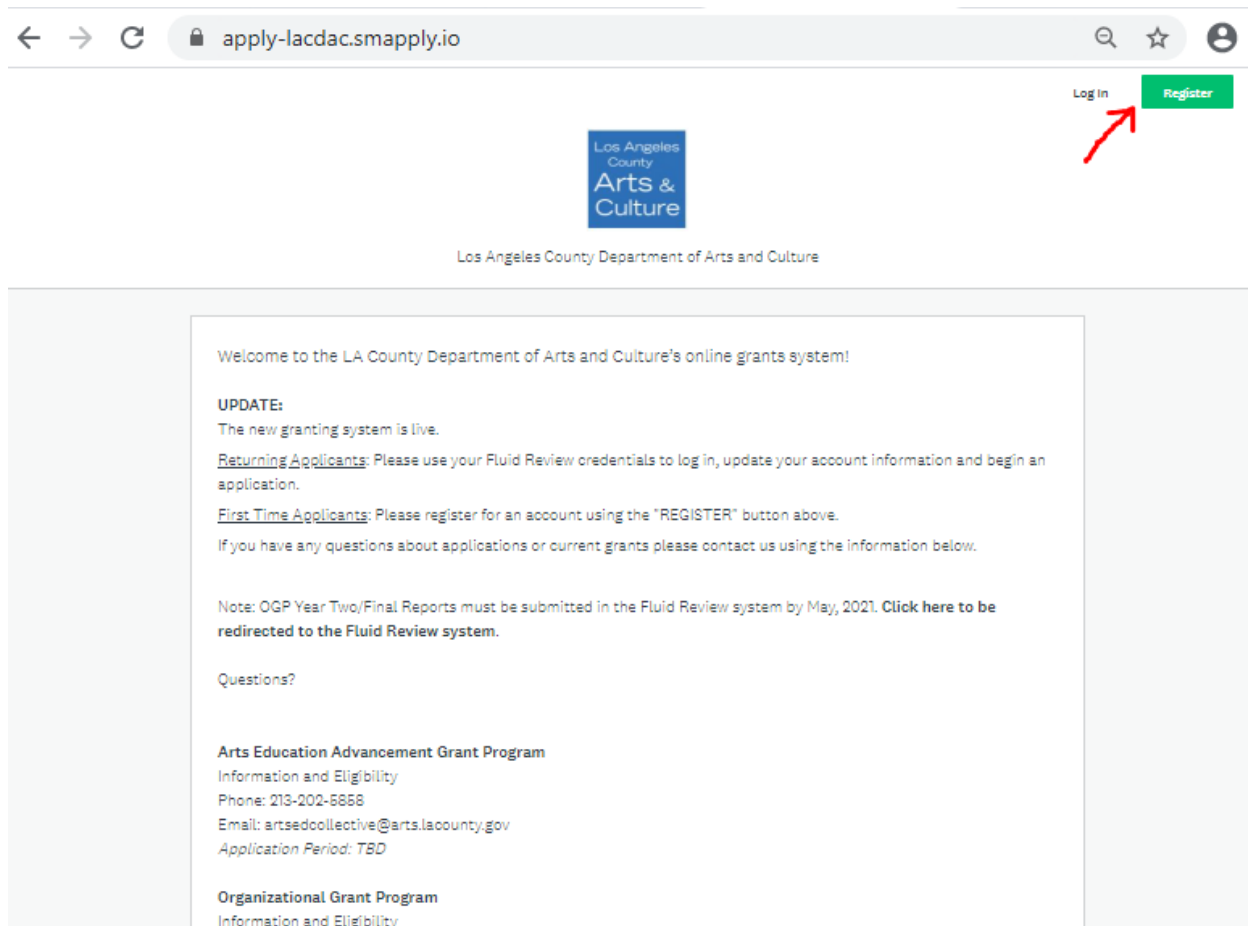 apply-lacdac.smapply.io
Log In
Register
Los Angeles
County
Arts &
Culture
Los Angeles County Department of Arts and Culture
Welcome to the LA County Department of Arts and Culture's online grants system!
UPDATE:
The new granting system is live.
Returning Applicants: Please use your Fluid Review credentials to log in, update your account information and begin an
application.
First Time Applicants: Please register for an account using the "REGISTER" button above.
If you have any questions about applications or current grants please contact us using the information below.
Note: OGP Year Two/Final Reports must be submitted in the Fluid Review system by May, 2021. Click here to be
redirected to the Fluid Review system.
Questions?
Arts Education Advancement Grant Program
Information and Eligibility
Phone: 213-202-5858
Email: artsedcollective@arts.lacounty.gov
Application Period: TBD
Organizational Grant Program
Information and Eligibility